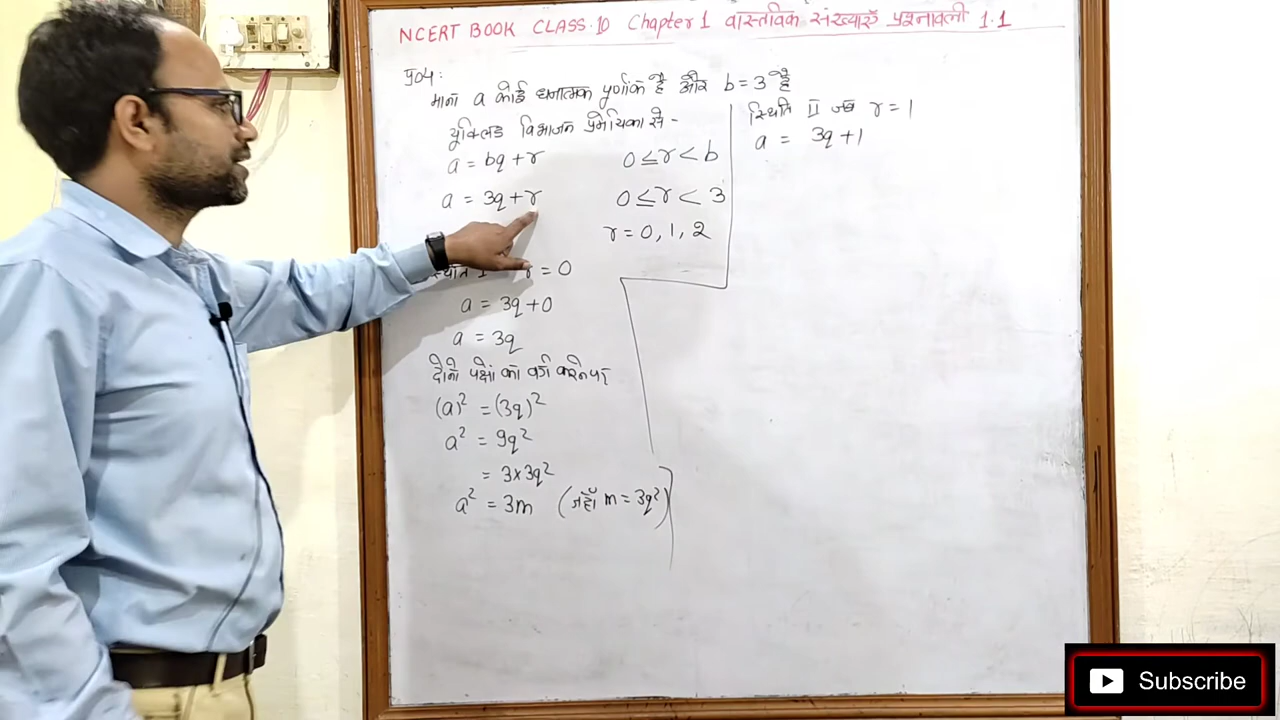 NCERT BOOK CLASS:10 Chapter 1 वास्तविक संख्याएँ प्रश्नावली 1.1
प्र०4:
माना a कोई धनात्मक पूर्णांक है और b = 3 है
यूक्लिड विभाजन प्रमेयिका से -
a = bq + r 0 ≤ r < b
a = 3q + r 0 ≤ r < 3
r = 0, 1, 2
स्थिति I r = 0
a = 3q + 0
a = 3q
दोनो पक्षों का वर्ग करने पर
(a)² = (3q)²
a² = 9q²
= 3×3q²
a² = 3m (जहाँ m = 3q²)
स्थिति II जब r = 1
a = 3q + 1
Subscribe